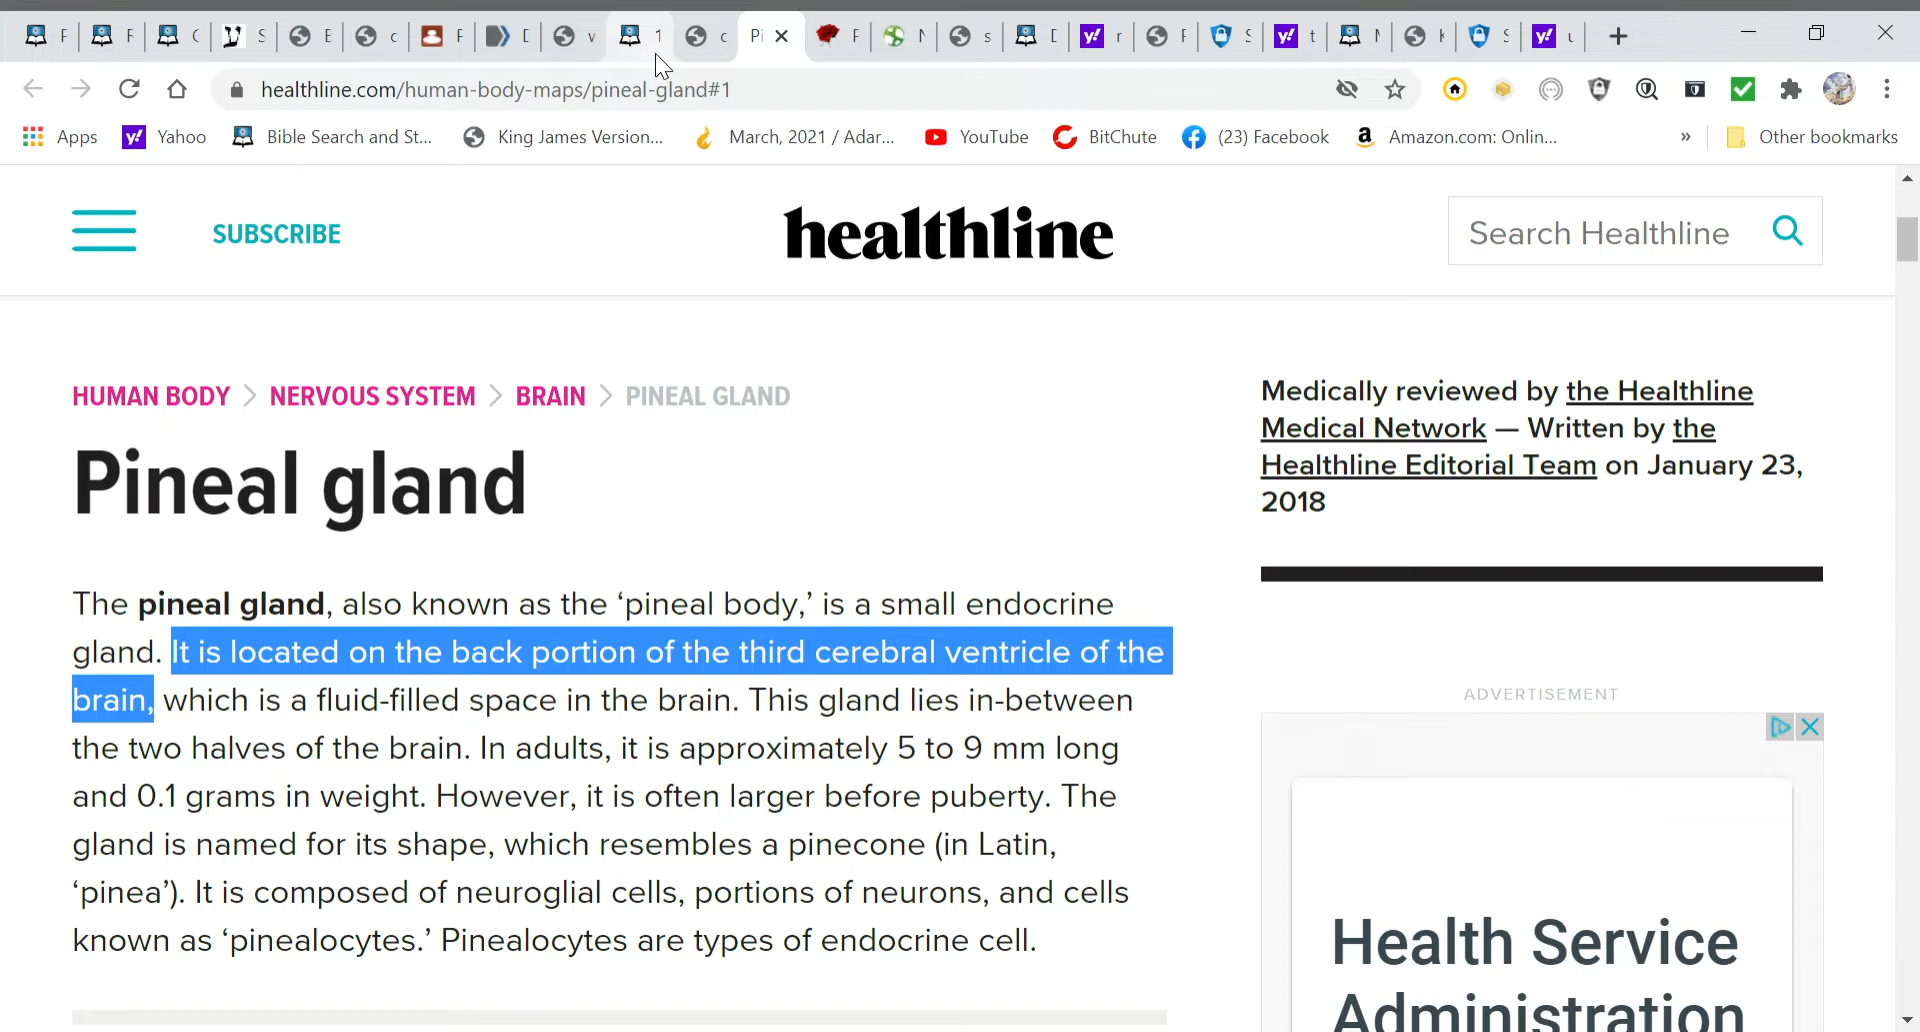 1
Pi
healthline.com/human-body-maps/pineal-gland#1
Apps
Yahoo
Bible Search and St...
King James Version...
March, 2021 / Adar...
YouTube
BitChute
(23) Facebook
Amazon.com: Onlin...
»
Other bookmarks
SUBSCRIBE
healthline
Search Healthline
HUMAN BODY > NERVOUS SYSTEM > BRAIN > PINEAL GLAND
Pineal gland
The pineal gland, also known as the ‘pineal body,’ is a small endocrine
gland. It is located on the back portion of the third cerebral ventricle of the
brain, which is a fluid-filled space in the brain. This gland lies in-between
the two halves of the brain. In adults, it is approximately 5 to 9 mm long
and 0.1 grams in weight. However, it is often larger before puberty. The
gland is named for its shape, which resembles a pinecone (in Latin,
‘pinea’). It is composed of neuroglial cells, portions of neurons, and cells
known as ‘pinealocytes.’ Pinealocytes are types of endocrine cell.
Medically reviewed by the Healthline
Medical Network — Written by the
Healthline Editorial Team on January 23,
2018
ADVERTISEMENT
Health Service
Administration